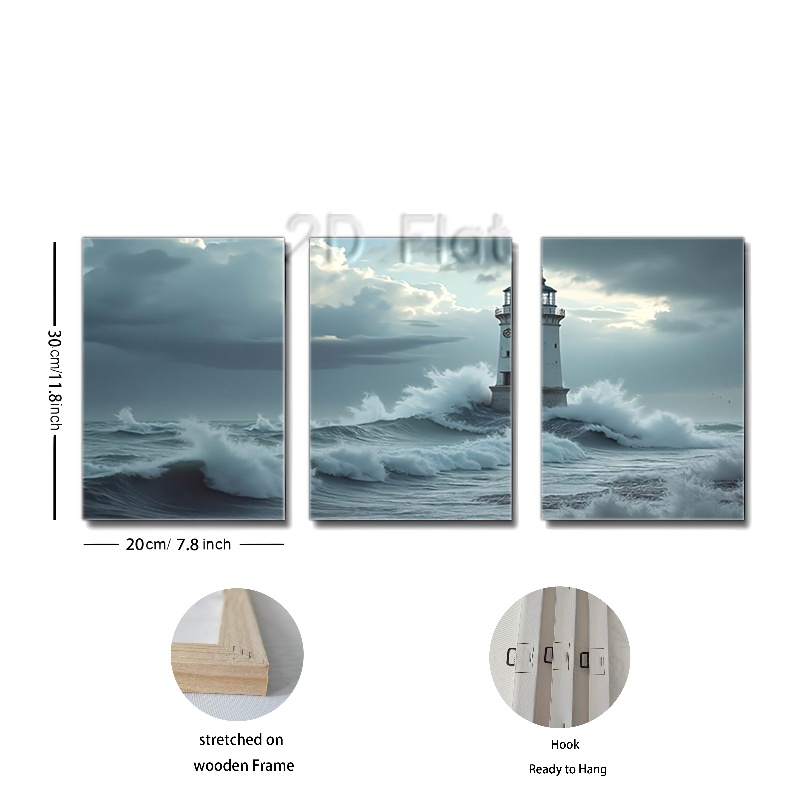 2D Flat
30cm/11.8inch
20cm/ 7.8 inch
stretched on
wooden Frame
Hook
Ready to Hang